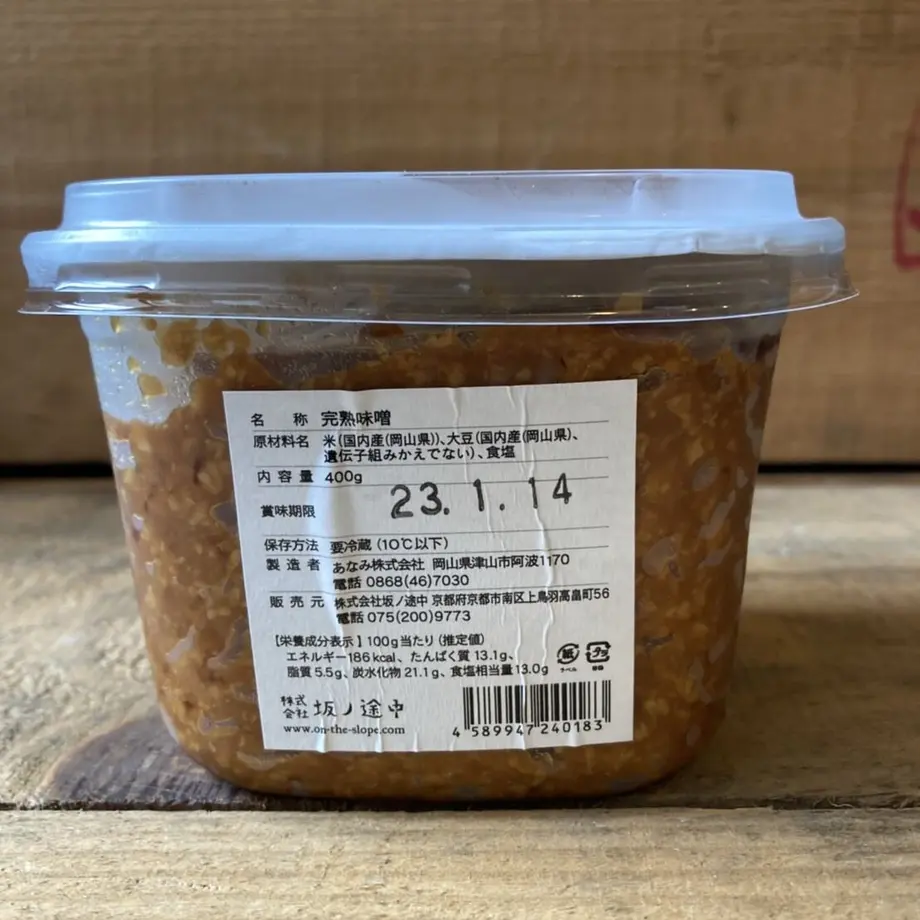 名称 完熟味噌
原材料名 米(国内産(岡山県))、大豆(国内産(岡山県)、
遺伝子組みかえでない)、食塩
内容量 400g
賞味期限 23.1.14
保存方法 要冷蔵(10℃以下)
製造者 あなみ株式会社 岡山県津山市阿波1170
電話 0868(46)7030
販売元 株式会社坂ノ途中 京都府京都市南区上鳥羽高畠町56
電話 075(200)9773
【栄養成分表示】100g当たり(推定値)
エネルギー186kcal、たんぱく質13.1g、
脂質5.5g、炭水化物21.1g、食塩相当量13.0g
紙 ラベル
プラ 容器
株式会社 坂ノ途中
www.on-the-slope.com
4 589947 240183